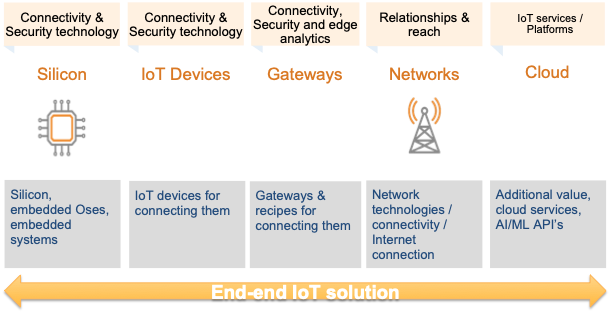 Connectivity &
Security technology
Connectivity &
Security technology
Connectivity,
Security and edge
analytics
Relationships &
reach
IoT services /
Platforms
Silicon
IoT Devices
Gateways
Networks
Cloud
Silicon,
embedded Oses,
embedded
systems
IoT devices for
connecting them
Gateways &
recipes for
connecting them
Network
technologies /
connectivity /
Internet
connection
Additional value,
cloud services,
AI/ML API's
End-end IoT solution